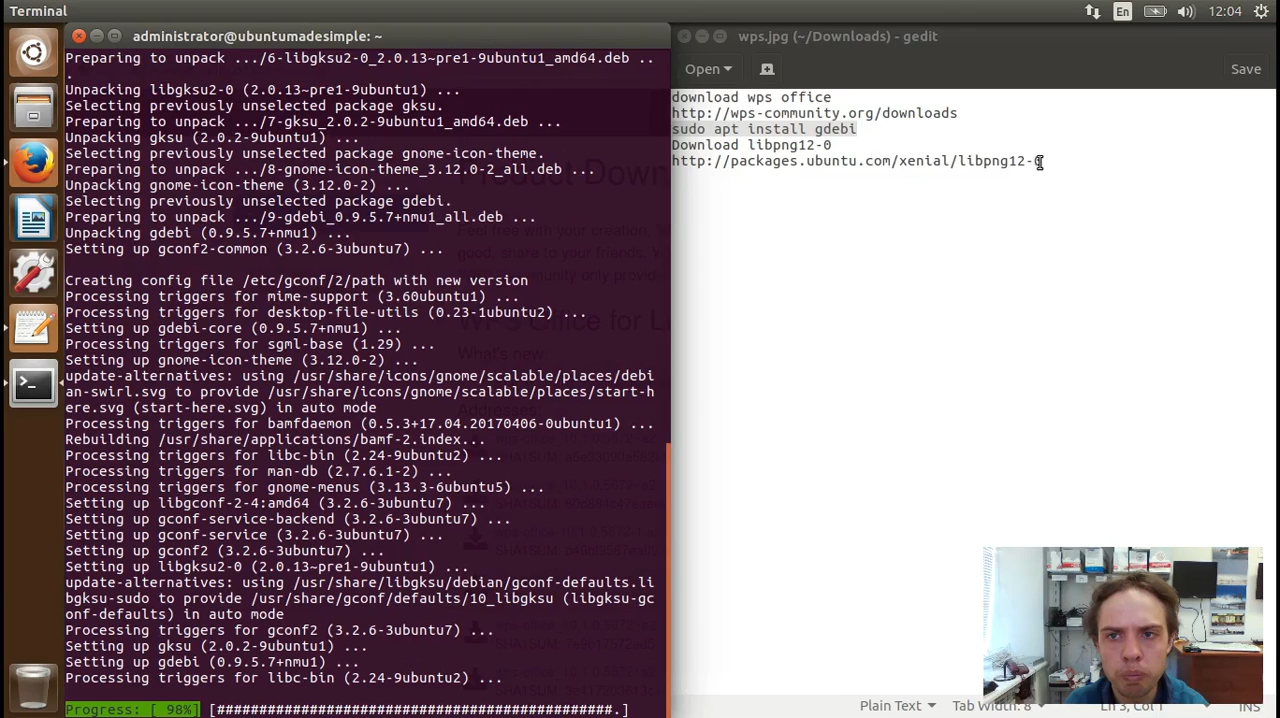 Terminal
En
12:04
administrator@ubuntumadesimple: ~
Preparing to unpack .../6-libgksu2-0_2.0.13~pre1-9ubuntu1_amd64.deb ..
.
Unpacking libgksu2-0 (2.0.13~pre1-9ubuntu1) ...
Selecting previously unselected package gksu.
Preparing to unpack .../7-gksu_2.0.2-9ubuntu1_amd64.deb ...
Unpacking gksu (2.0.2-9ubuntu1) ...
Selecting previously unselected package gnome-icon-theme.
Preparing to unpack .../8-gnome-icon-theme_3.12.0-2_all.deb ...
Unpacking gnome-icon-theme (3.12.0-2) ...
Selecting previously unselected package gdebi.
Preparing to unpack .../9-gdebi_0.9.5.7+nmu1_all.deb ...
Unpacking gdebi (0.9.5.7+nmu1) ...
Setting up gconf2-common (3.2.6-3ubuntu7) ...
Creating config file /etc/gconf/2/path with new version
Processing triggers for mime-support (3.60ubuntu1) ...
Processing triggers for desktop-file-utils (0.23-1ubuntu2) ...
Setting up gdebi-core (0.9.5.7+nmu1) ...
Processing triggers for sgml-base (1.29) ...
Setting up gnome-icon-theme (3.12.0-2) ...
update-alternatives: using /usr/share/icons/gnome/scalable/places/debi
an-swirl.svg to provide /usr/share/icons/gnome/scalable/places/start-h
ere.svg (start-here.svg) in auto mode
Processing triggers for bamfdaemon (0.5.3+17.04.20170406-0ubuntu1) ...
Rebuilding /usr/share/applications/bamf-2.index...
Processing triggers for libc-bin (2.24-9ubuntu2) ...
Processing triggers for man-db (2.7.6.1-2) ...
Processing triggers for gnome-menus (3.13.3-6ubuntu5) ...
Setting up libgconf-2-4:amd64 (3.2.6-3ubuntu7) ...
Setting up gconf-service-backend (3.2.6-3ubuntu7) ...
Setting up gconf-service (3.2.6-3ubuntu7) ...
Setting up gconf2 (3.2.6-3ubuntu7) ...
Setting up libgksu2-0 (2.0.13~pre1-9ubuntu1) ...
update-alternatives: using /usr/share/libgksu/debian/gconf-defaults.li
bgksu-sudo to provide /usr/share/gconf/defaults/10_libgksu (libgksu-gc
onf-defaults) in auto mode
Processing triggers for gconf2 (3.2.6-3ubuntu7) ...
Setting up gksu (2.0.2-9ubuntu1) ...
Setting up gdebi (0.9.5.7+nmu1) ...
Processing triggers for libc-bin (2.24-9ubuntu2) ...
Progress: [ 98%] [##############################################.]
wps.jpg (~/Downloads) - gedit
Open
Save
download wps office
http://wps-community.org/downloads
sudo apt install gdebi
Download libpng12-0
http://packages.ubuntu.com/xenial/libpng12-0
Plain Text
Tab Width: 8
Ln 3, Col 1
INS